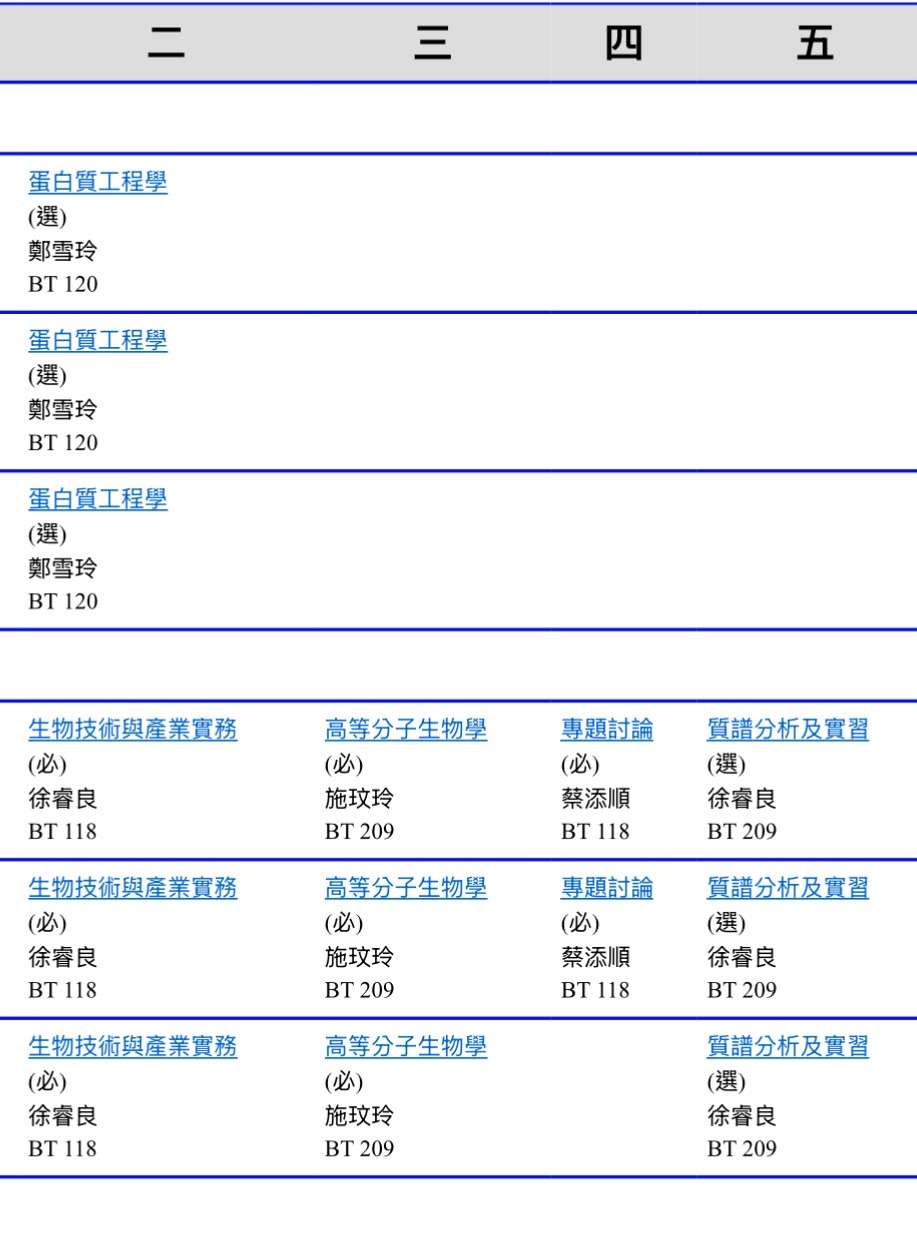 二 三 四 五
蛋白質工程學
(選)
鄭雪玲
BT 120
蛋白質工程學
(選)
鄭雪玲
BT 120
蛋白質工程學
(選)
鄭雪玲
BT 120
生物技術與產業實務 高等分子生物學 專題討論 質譜分析及實習
(必) (必) (必) (選)
徐睿良 施玟玲 蔡添順 徐睿良
BT 118 BT 209 BT 118 BT 209
生物技術與產業實務 高等分子生物學 專題討論 質譜分析及實習
(必) (必) (必) (選)
徐睿良 施玟玲 蔡添順 徐睿良
BT 118 BT 209 BT 118 BT 209
生物技術與產業實務 高等分子生物學 質譜分析及實習
(必) (必) (選)
徐睿良 施玟玲 徐睿良
BT 118 BT 209 BT 209